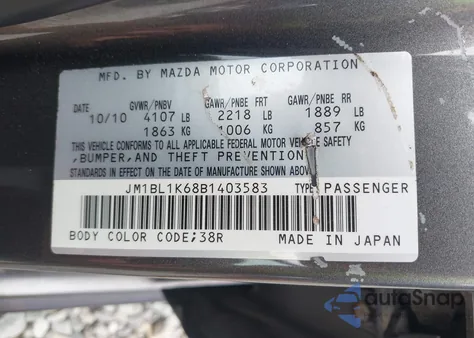 MFD. BY MAZDA MOTOR CORPORATION
GVWR/PNBV GAWR/PNBE FRT GAWR/PNBE RR
10/10 4107 LB 2218 LB 1889 LB
1863 KG 1006 KG 857 KG
THIS VEHICLE CONFORMS TO ALL APPLICABLE FEDERAL MOTOR VEHICLE SAFETY
,BUMPER,AND THEFT PREVENTION
STANDARDS IN EFFECT ON THE DATE OF MANUFACTURE SHOWN ABOVE.
JM1BL1K68B1403583 TYPE: PASSENGER
BODY COLOR CODE;38R MADE IN JAPAN
autoSnap